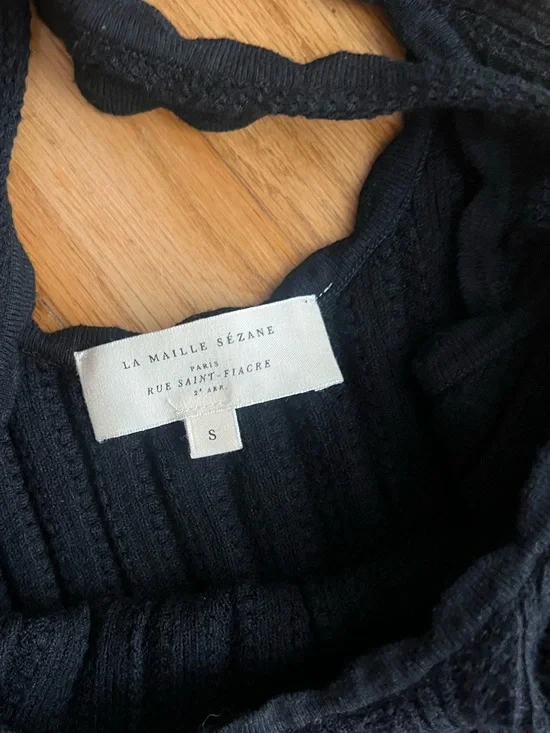 LA MAILLE SÉZANE
PARIS
RUE SAINT-FIACRE
2e ARR.
S